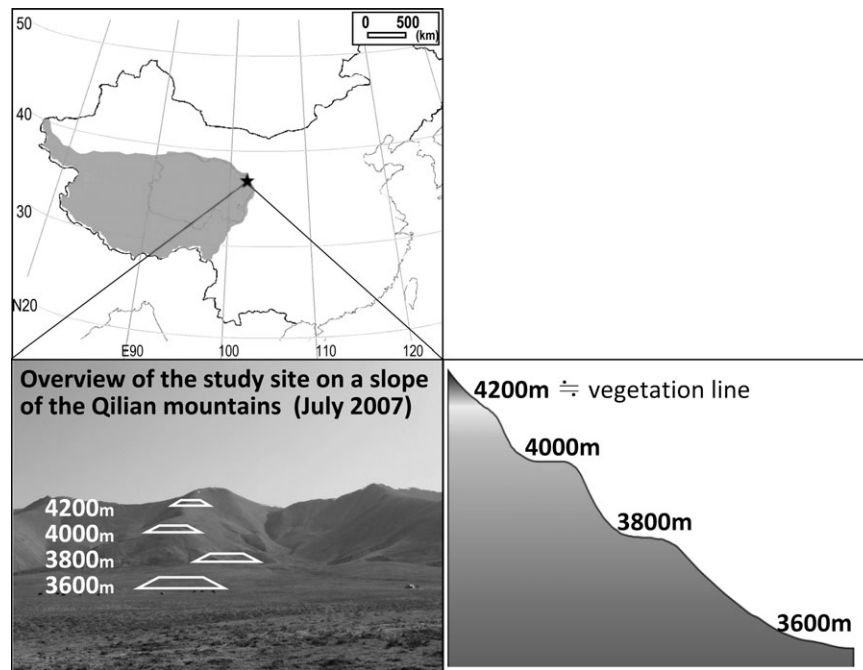 50
0 500
(km)
40
30
N20
E90 100 110 120
Overview of the study site on a slope
of the Qilian mountains (July 2007)
4200m
4000m
3800m
3600m
4200m ≒ vegetation line
4000m
3800m
3600m